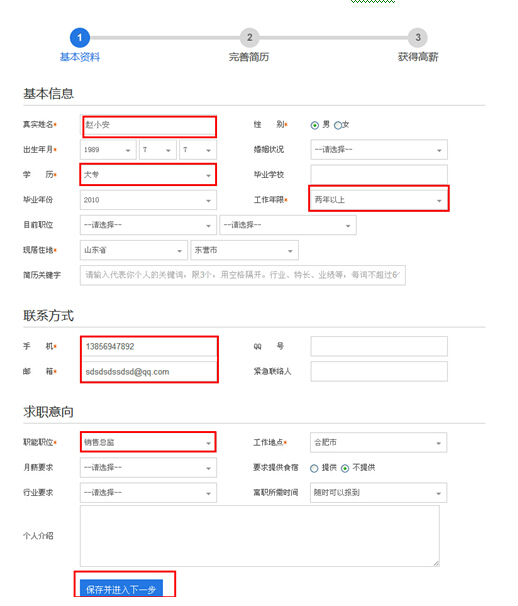 1 2 3
基本资料 完善简历 获得高薪
基本信息
真实姓名* 赵小安 性 别* 男 女
出生年月* 1989 7 7 婚姻状况 --请选择--
学 历* 大专 毕业学校
毕业年份 2010 工作年限* 两年以上
目前职位 --请选择-- --请选择--
现居住地* 山东省 东营市
简历关键字 请输入代表你个人的关键词，限3个，用空格隔开。行业、特长、业绩等，每词不超过6
联系方式
手 机* 13856947892 QQ 号
邮 箱* sdsdsdssdsd@qq.com 紧急联络人
求职意向
职能职位* 销售总监 工作地点* 合肥市
月薪要求 --请选择-- 要求提供食宿 提供 不提供
行业要求 --请选择-- 离职所需时间 随时可以报到
个人介绍
保存并进入下一步